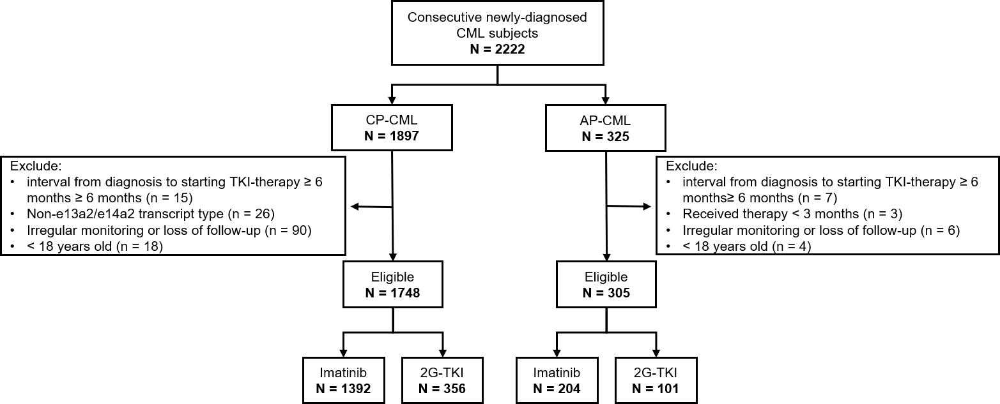 Consecutive newly-diagnosed
CML subjects
N = 2222
CP-CML
N = 1897
AP-CML
N = 325
Exclude:
• interval from diagnosis to starting TKI-therapy ≥ 6
months ≥ 6 months (n = 15)
• Non-e13a2/e14a2 transcript type (n = 26)
• Irregular monitoring or loss of follow-up (n = 90)
• < 18 years old (n = 18)
Exclude:
• interval from diagnosis to starting TKI-therapy ≥ 6
months≥ 6 months (n = 7)
• Received therapy < 3 months (n = 3)
• Irregular monitoring or loss of follow-up (n = 6)
• < 18 years old (n = 4)
Eligible
N = 1748
Eligible
N = 305
Imatinib
N = 1392
2G-TKI
N = 356
Imatinib
N = 204
2G-TKI
N = 101